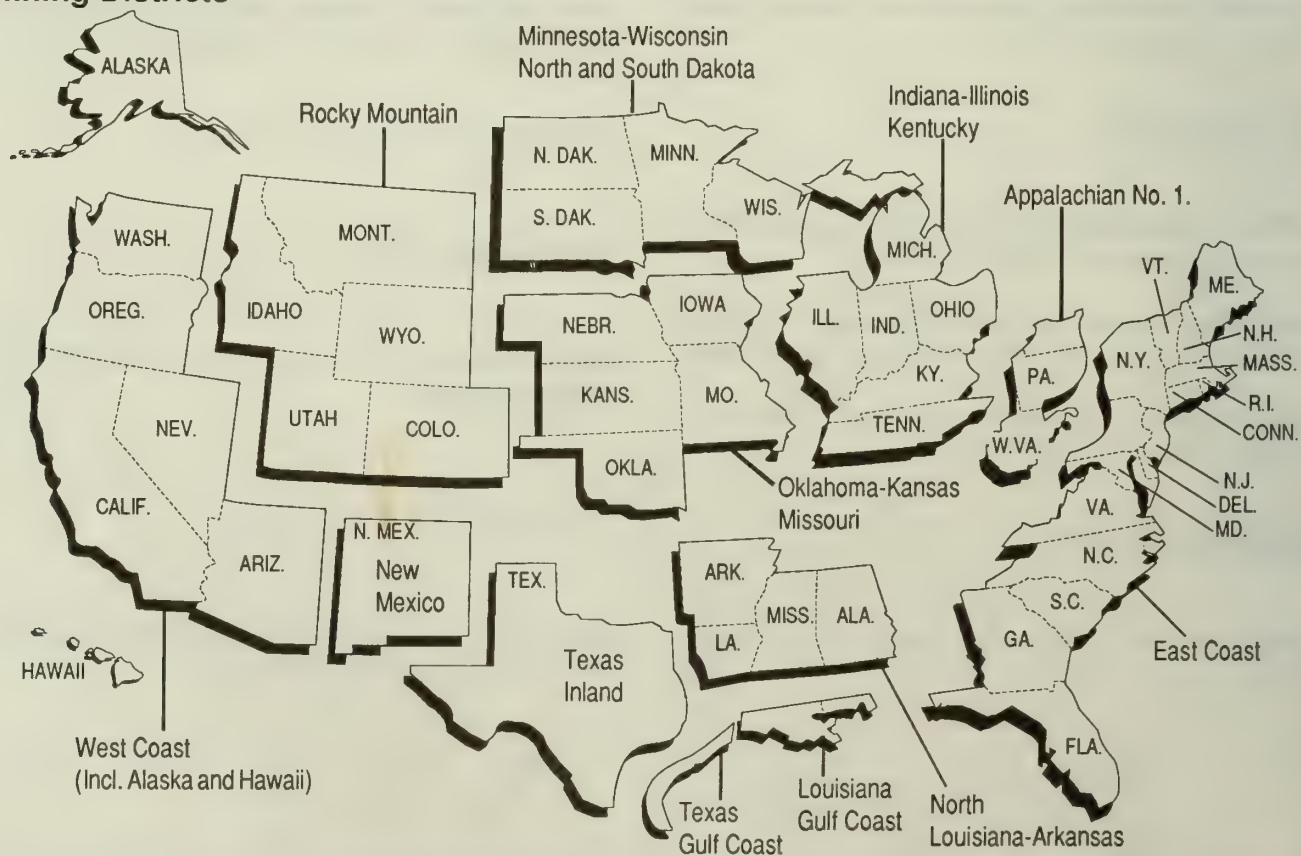 ALASKA
Minnesota-Wisconsin
North and South Dakota
Rocky Mountain
Indiana-Illinois
Kentucky
Appalachian No. 1.
N. DAK.
MINN.
S. DAK.
WIS.
MICH.
WASH.
MONT.
OREG.
IDAHO
WYO.
NEBR.
IOWA
ILL.
IND.
OHIO
PA.
N.Y.
VT.
ME.
N.H.
MASS.
R.I.
CONN.
N.J.
DEL.
MD.
NEV.
UTAH
COLO.
KANS.
MO.
KY.
TENN.
W.VA.
VA.
OKLA.
Oklahoma-Kansas
Missouri
CALIF.
ARIZ.
N. MEX.
New
Mexico
TEX.
Texas
Inland
ARK.
LA.
MISS.
ALA.
N.C.
S.C.
GA.
FLA.
East Coast
HAWAII
West Coast
(Incl. Alaska and Hawaii)
Texas
Gulf Coast
Louisiana
Gulf Coast
North
Louisiana-Arkansas